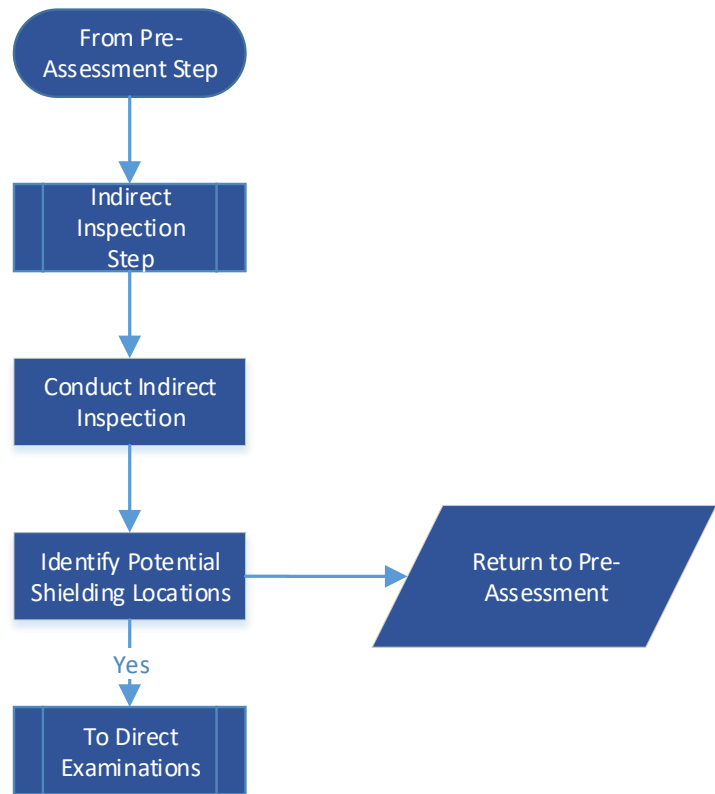 From Pre-
Assessment Step
Indirect
Inspection
Step
Conduct Indirect
Inspection
Identify Potential
Shielding Locations
Return to Pre-
Assessment
Yes
To Direct
Examinations